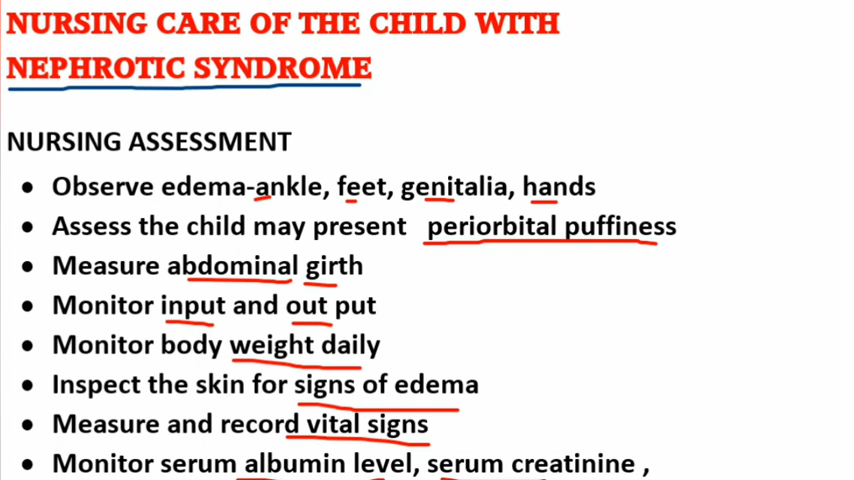 NURSING CARE OF THE CHILD WITH
NEPHROTIC SYNDROME
NURSING ASSESSMENT
• Observe edema-ankle, feet, genitalia, hands
• Assess the child may present periorbital puffiness
• Measure abdominal girth
• Monitor input and out put
• Monitor body weight daily
• Inspect the skin for signs of edema
• Measure and record vital signs
• Monitor serum albumin level, serum creatinine ,